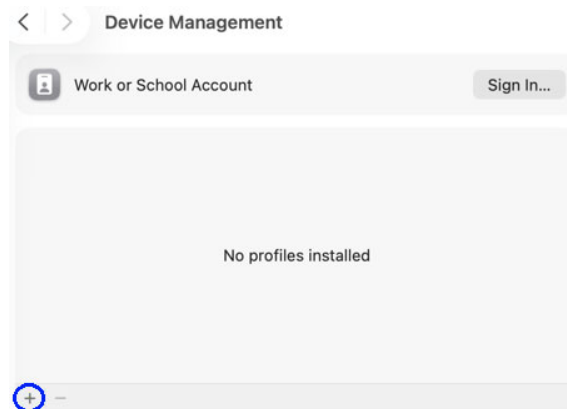 Device Management
Work or School Account Sign In...
No profiles installed
+ −